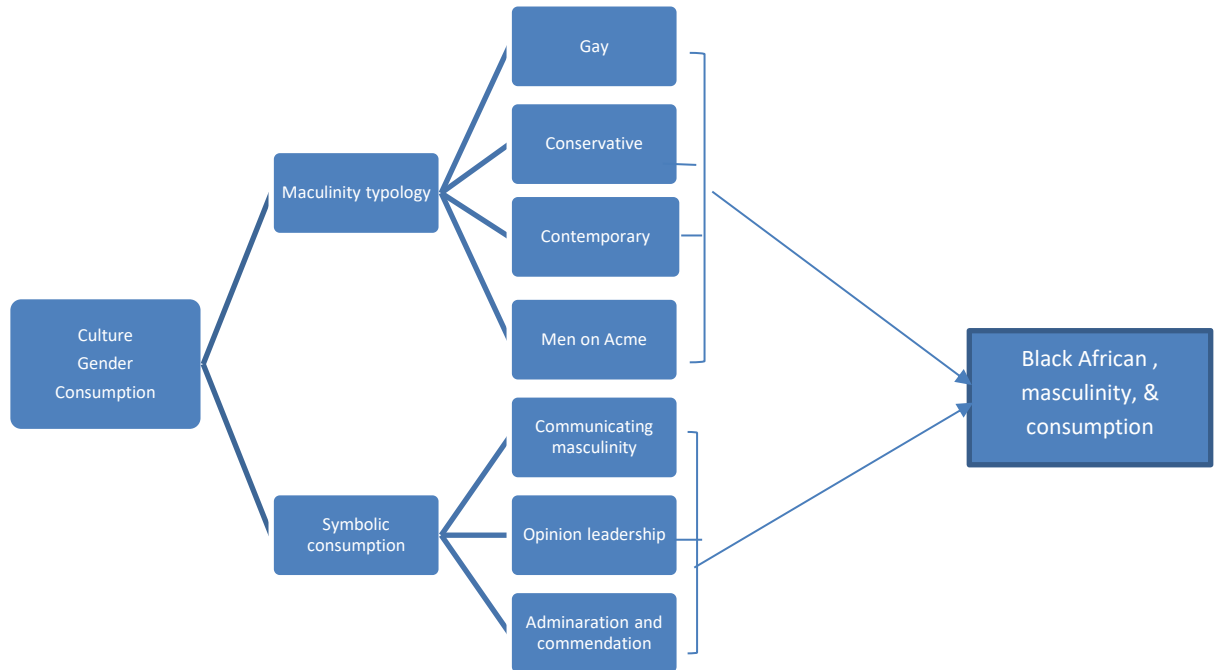 Culture
Gender
Consumption
Maculinity typology
Symbolic
consumption
Gay
Conservative
Contemporary
Men on Acme
Communicating
masculinity
Opinion leadership
Adminaration and
commendation
Black African ,
masculinity, &
consumption